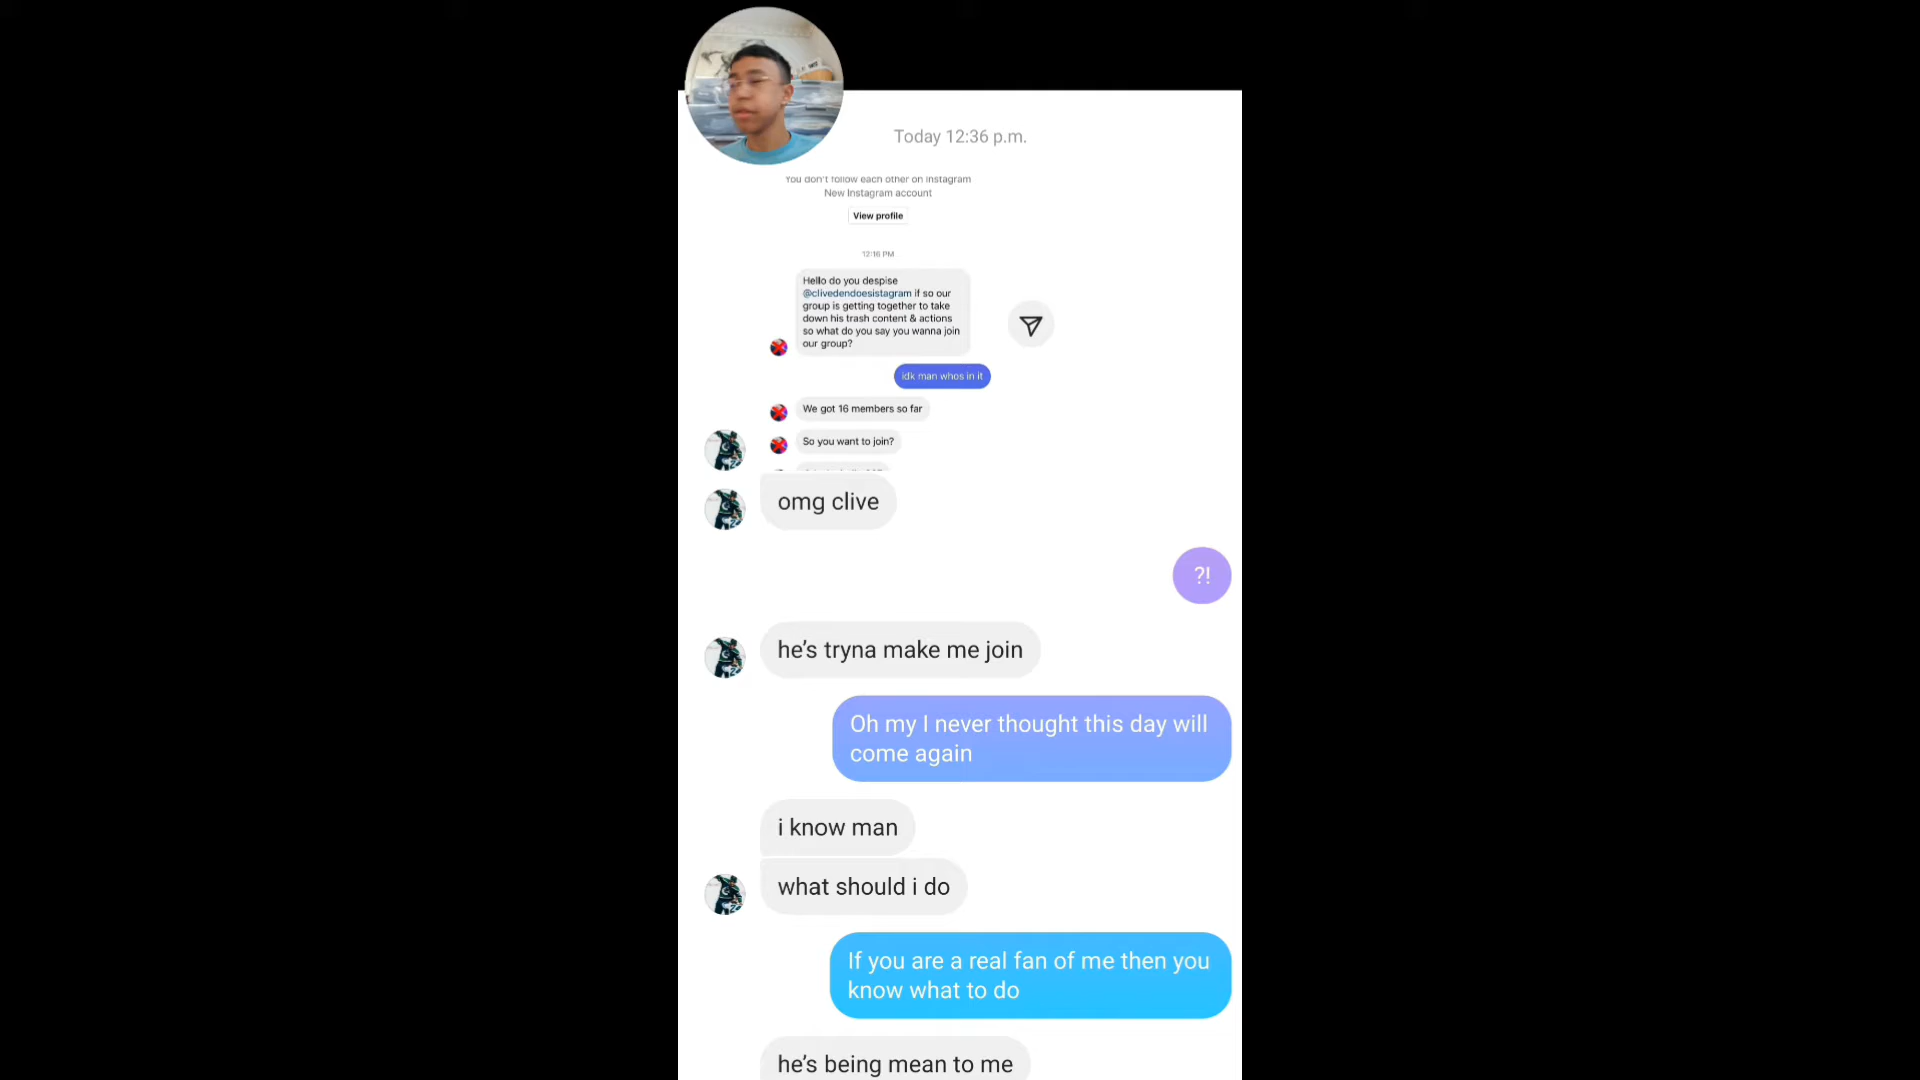 Today 12:36 p.m.
You don't follow each other on Instagram
New Instagram account
View profile
12:16 PM
Hello do you despise
@clivedendoesistagram if so our
group is getting together to take
down his trash content & actions
so what do you say you wanna join
our group?
idk man whos in it
We got 16 members so far
So you want to join?
omg clive
?!
he's tryna make me join
Oh my I never thought this day will
come again
i know man
what should i do
If you are a real fan of me then you
know what to do
he's being mean to me